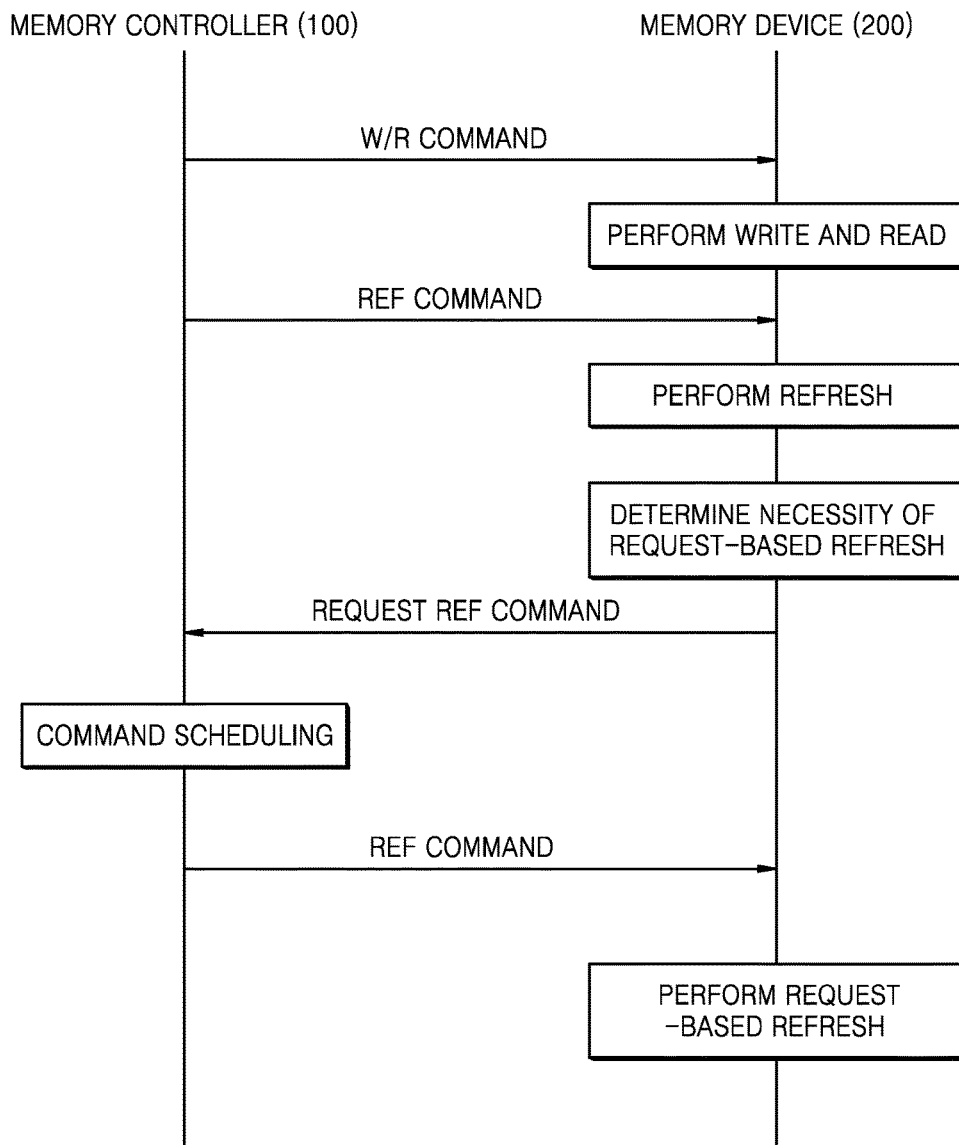 MEMORY CONTROLLER (100)
MEMORY DEVICE (200)
W/R COMMAND
PERFORM WRITE AND READ
REF COMMAND
PERFORM REFRESH
DETERMINE NECESSITY OF
REQUEST-BASED REFRESH
REQUEST REF COMMAND
COMMAND SCHEDULING
REF COMMAND
PERFORM REQUEST
-BASED REFRESH